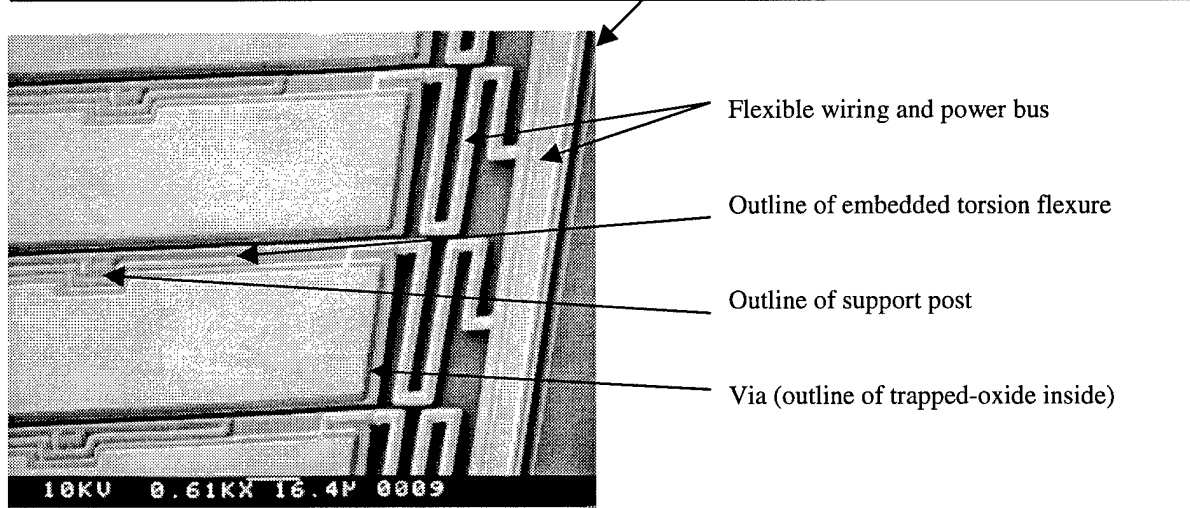 Flexible wiring and power bus
Outline of embedded torsion flexure
Outline of support post
Via (outline of trapped-oxide inside)
10KV 0.61KX 16.4μ 0009